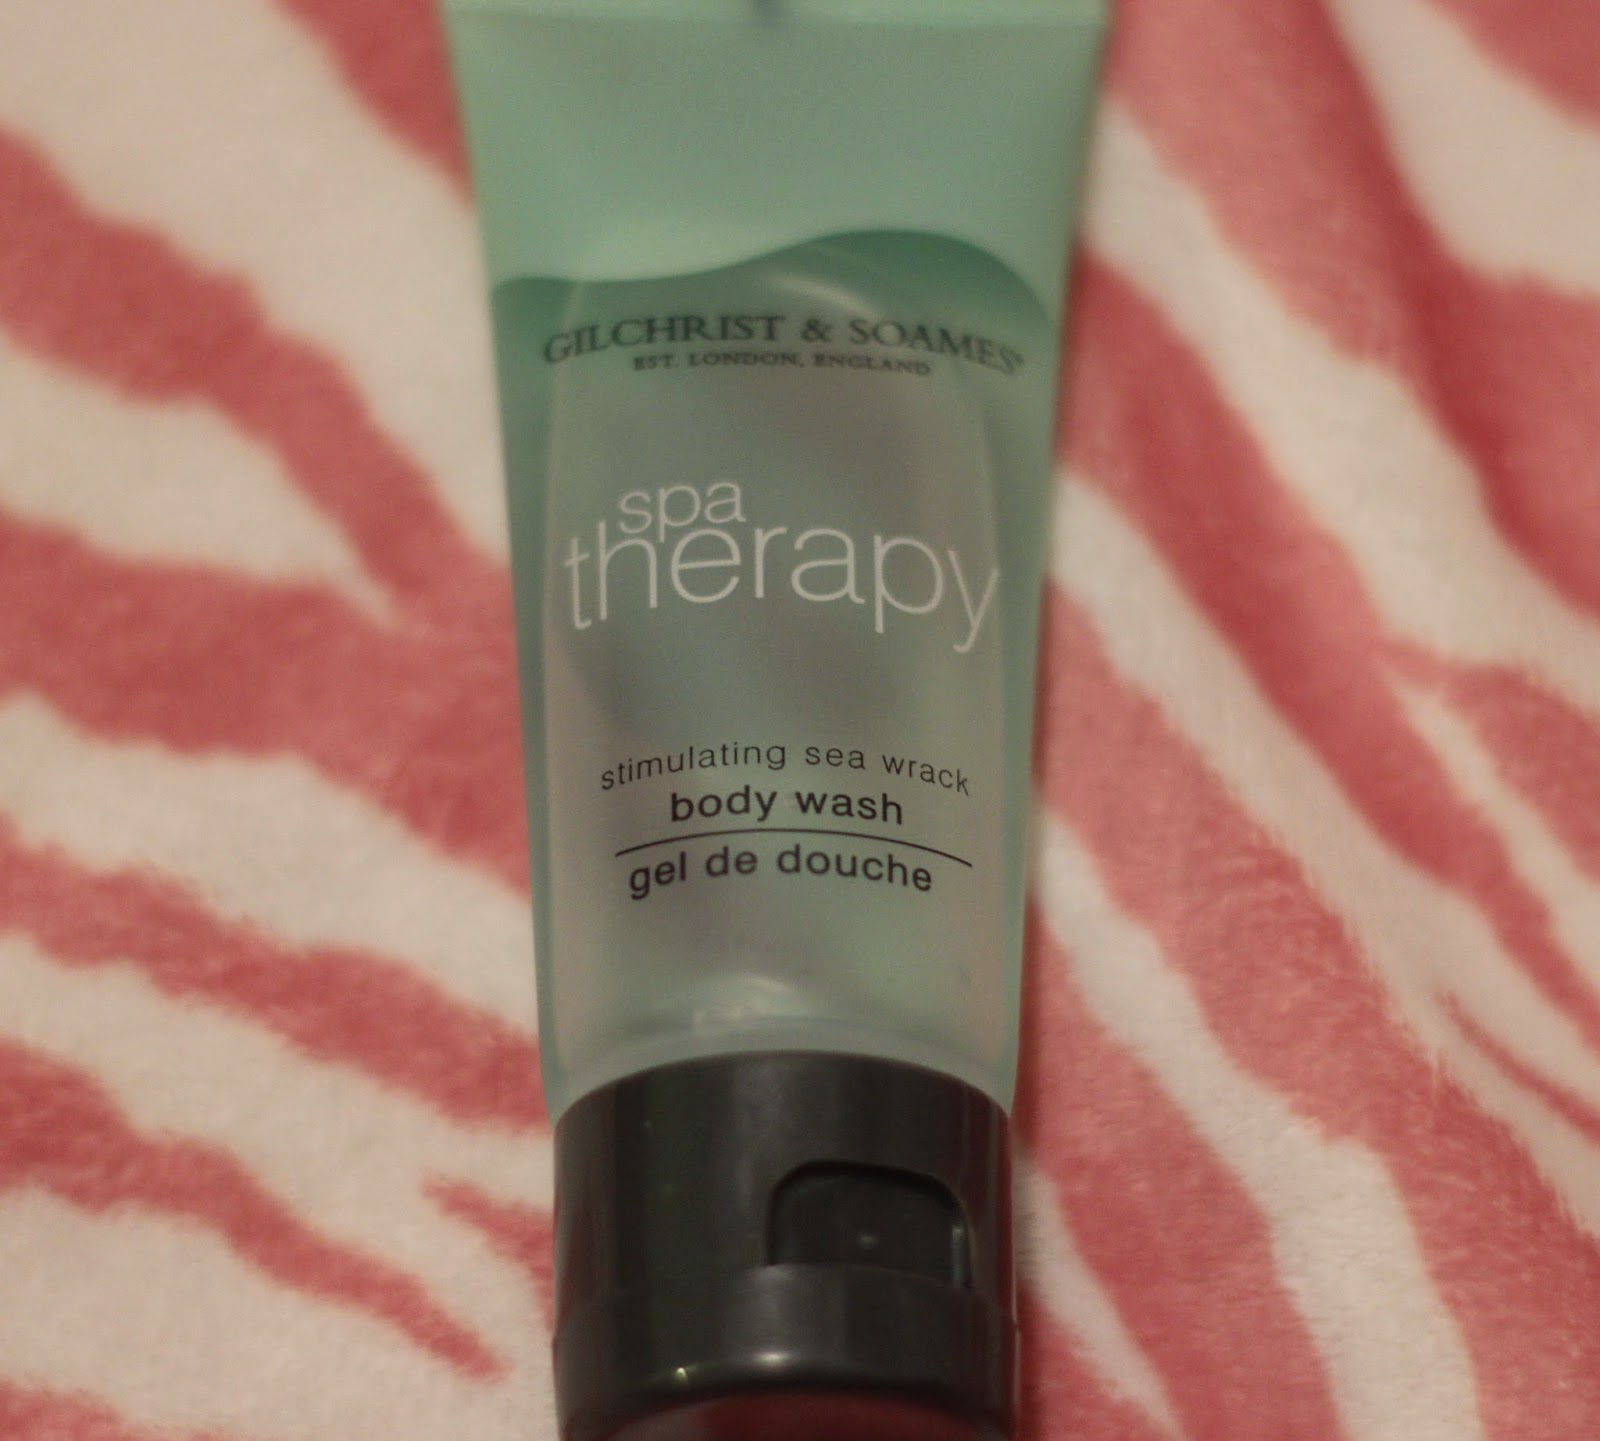 GILCHRIST & SOAMES®
EST. LONDON, ENGLAND
spa
therapy
stimulating sea wrack
body wash
gel de douche